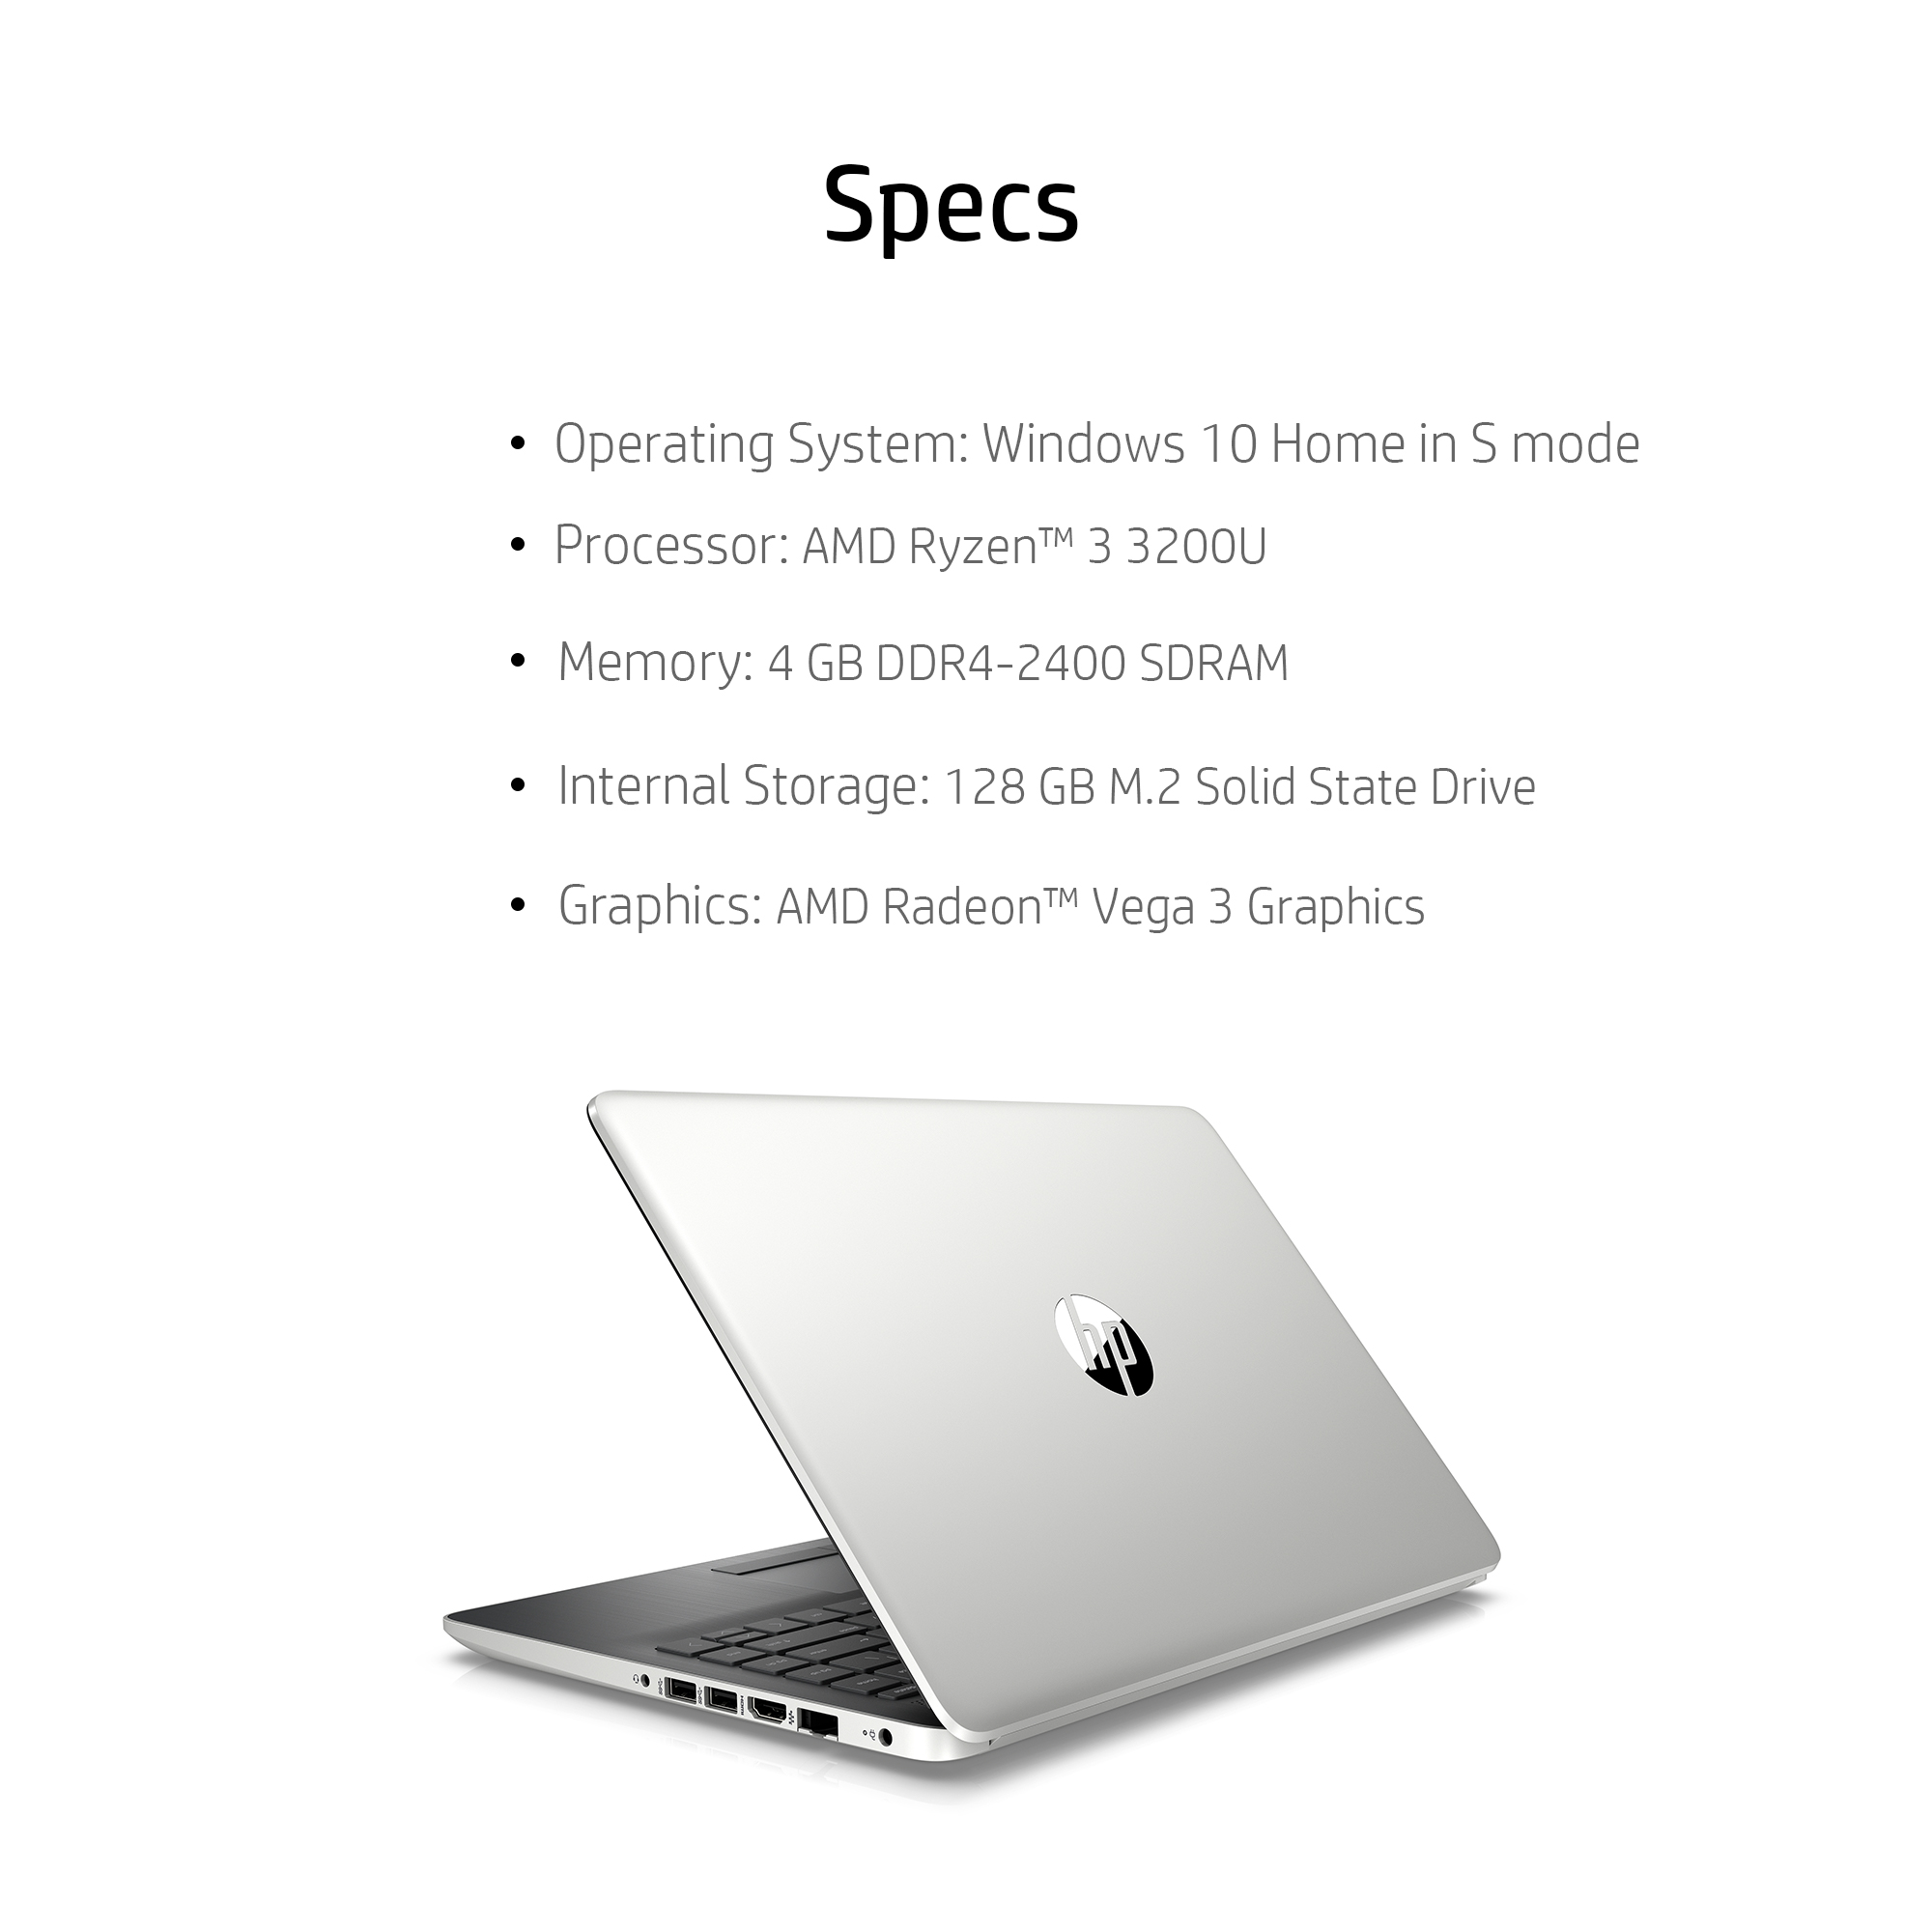 Specs
• Operating System: Windows 10 Home in S mode
• Processor: AMD Ryzen™ 3 3200U
• Memory: 4 GB DDR4-2400 SDRAM
• Internal Storage: 128 GB M.2 Solid State Drive
• Graphics: AMD Radeon™ Vega 3 Graphics
hp